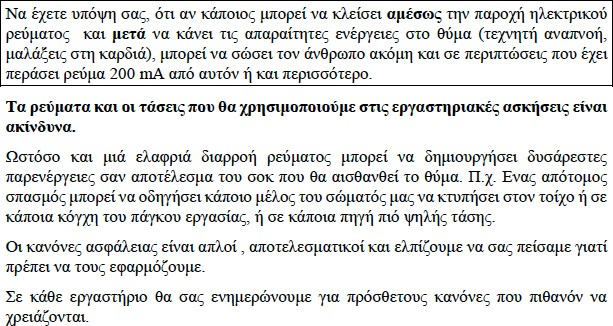 Να έχετε υπόψη σας, ότι αν κάποιος μπορεί να κλείσει αμέσως την παροχή ηλεκτρικού
ρεύματος και μετά να κάνει τις απαραίτητες ενέργειες στο θύμα (τεχνητή αναπνοή,
μαλάξεις στη καρδιά), μπορεί να σώσει τον άνθρωπο ακόμη και σε περιπτώσεις που έχει
περάσει ρεύμα 200 mA από αυτόν ή και περισσότερο.
Τα ρεύματα και οι τάσεις που θα χρησιμοποιούμε στις εργαστηριακές ασκήσεις είναι
ακίνδυνα.
Ωστόσο και μιά ελαφριά διαρροή ρεύματος μπορεί να δημιουργήσει δυσάρεστες
παρενέργειες σαν αποτέλεσμα του σοκ που θα αισθανθεί το θύμα. Π.χ. Ενας απότομος
σπασμός μπορεί να οδηγήσει κάποιο μέλος του σώματός μας να κτυπήσει στον τοίχο ή σε
κάποια κόγχη του πάγκου εργασίας, ή σε κάποια πηγή πιό ψηλής τάσης.
Οι κανόνες ασφάλειας είναι απλοί , αποτελεσματικοί και ελπίζουμε να σας πείσαμε γιατί
πρέπει να τους εφαρμόζουμε.
Σε κάθε εργαστήριο θα σας ενημερώνουμε για πρόσθετους κανόνες που πιθανόν να
χρειάζονται.